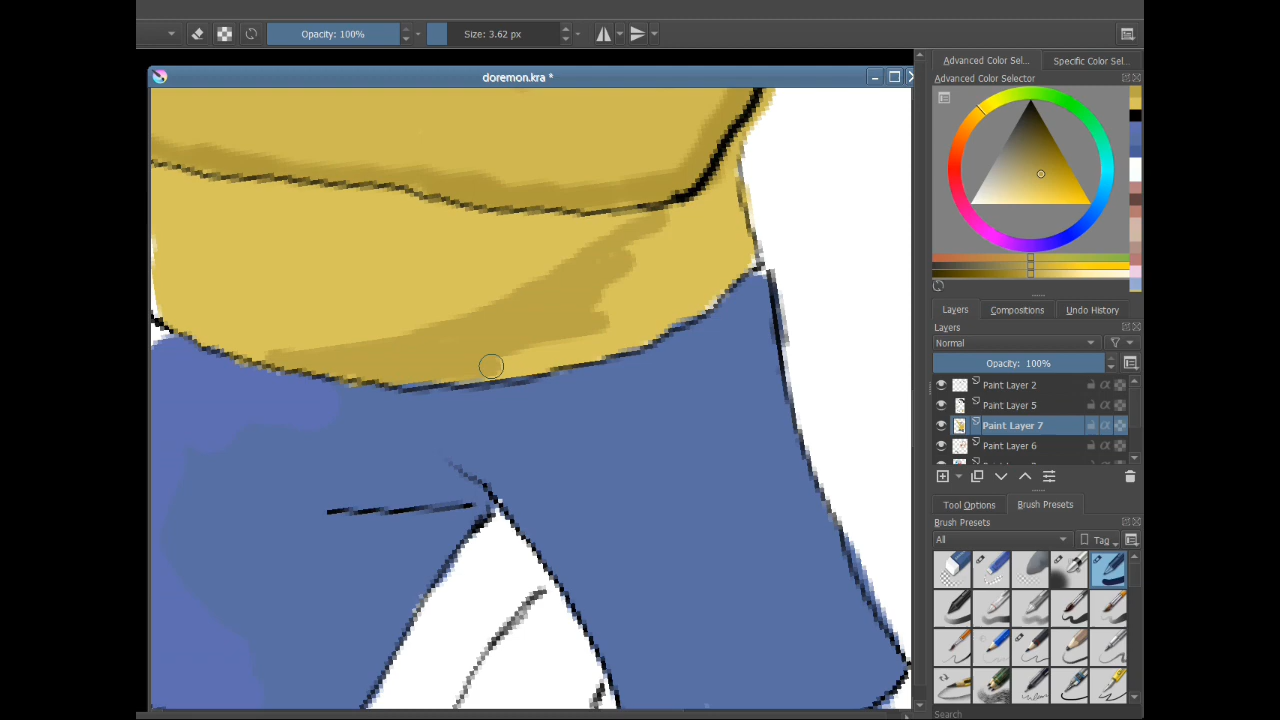 Opacity: 100%
Size: 3.62 px
doremon.kra *
Advanced Color Sel...
Specific Color Sel...
Advanced Color Selector
Layers
Compositions
Undo History
Layers
Normal
Opacity: 100%
Paint Layer 2
Paint Layer 5
Paint Layer 7
Paint Layer 6
Tool Options
Brush Presets
Brush Presets
All
Tag
Search